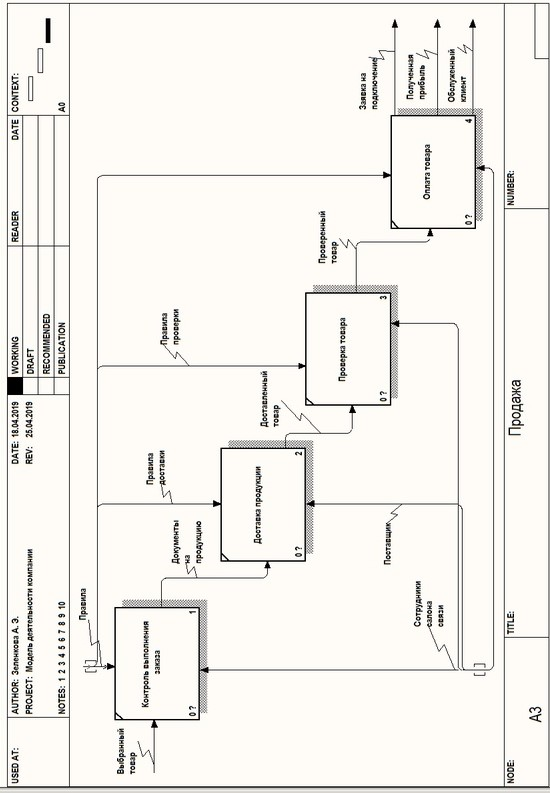 USED AT:
AUTHOR: Зеленкова А. Э.
DATE: 18.04.2019
PROJECT: Модель деятельности компании
REV: 25.04.2019
NOTES: 1 2 3 4 5 6 7 8 9 10
WORKING
DRAFT
RECOMMENDED
PUBLICATION
READER
DATE
CONTEXT:
A0
Правила
Выбранный
товар
Контроль выполнения
заказа
0 ?
1
Документы
на
продукцию
Правила
доставки
Доставка продукции
0 ?
2
Доставленный
товар
Правила
проверки
Проверка товара
0 ?
3
Проверенный
товар
Оплата товара
0 ?
4
Заявка на
подключение
Полученная
прибыль
Обслуженный
клиент
Поставщик
Сотрудники
салона
связи
NODE:
A3
TITLE:
Продажа
NUMBER: